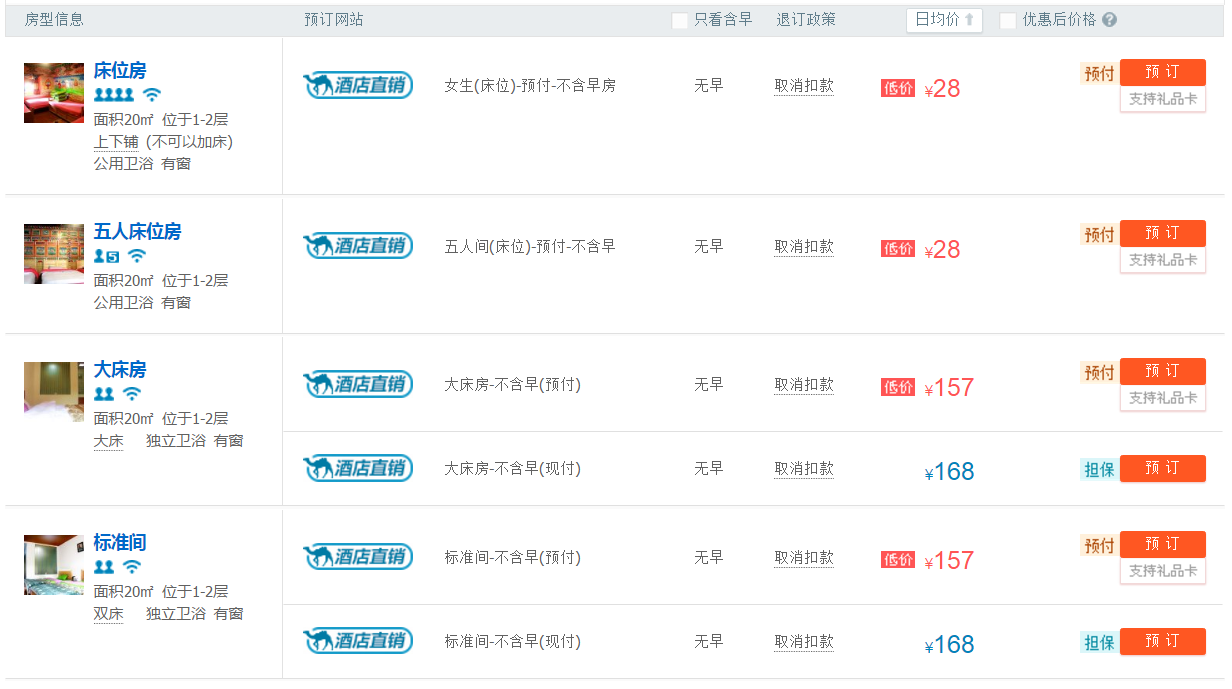 房型信息 预订网站 只看含早 退订政策 日均价 优惠后价格 ?
床位房
面积20㎡ 位于1-2层
上下铺 (不可以加床)
公用卫浴 有窗
酒店直销 女生(床位)-预付-不含早房 无早 取消扣款 低价 ¥28 预付 预 订
支持礼品卡
五人床位房
5
面积20㎡ 位于1-2层
公用卫浴 有窗
酒店直销 五人间(床位)-预付-不含早 无早 取消扣款 低价 ¥28 预付 预 订
支持礼品卡
大床房
面积20㎡ 位于1-2层
大床 独立卫浴 有窗
酒店直销 大床房-不含早(预付) 无早 取消扣款 低价 ¥157 预付 预 订
支持礼品卡
酒店直销 大床房-不含早(现付) 无早 取消扣款 ¥168 担保 预 订
标准间
面积20㎡ 位于1-2层
双床 独立卫浴 有窗
酒店直销 标准间-不含早(预付) 无早 取消扣款 低价 ¥157 预付 预 订
支持礼品卡
酒店直销 标准间-不含早(现付) 无早 取消扣款 ¥168 担保 预 订